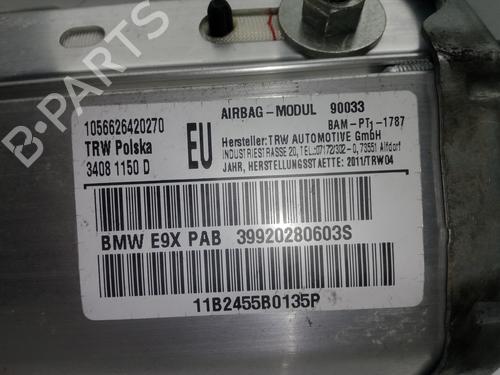 AIRBAG-MODUL 90033
1056626420270
TRW Polska
3408 1150 D
EU
BAM-PT1-1787
Hersteller: TRW AUTOMOTIVE GmbH
INDUSTRIESTRASSE 20, TEL.:07172/302-0, 73551 Alfdorf
JAHR, HERSTELLUNGSSTAETTE: 2011/TRW04
BMW E9X PAB 39920280603S
11B2455B0135P